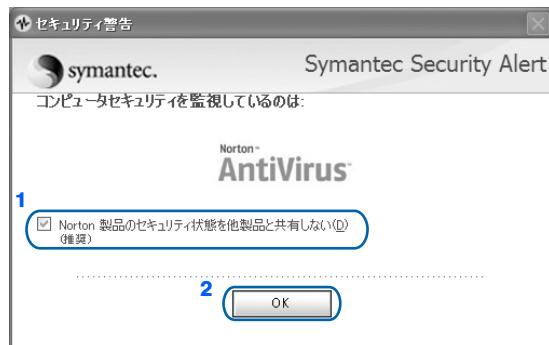 セキュリティ警告
symantec.
Symantec Security Alert
コンピュータセキュリティを監視しているのは:
Norton™
AntiVirus™
1
Norton 製品のセキュリティ状態を他製品と共有しない(D)
(推奨)
2
OK